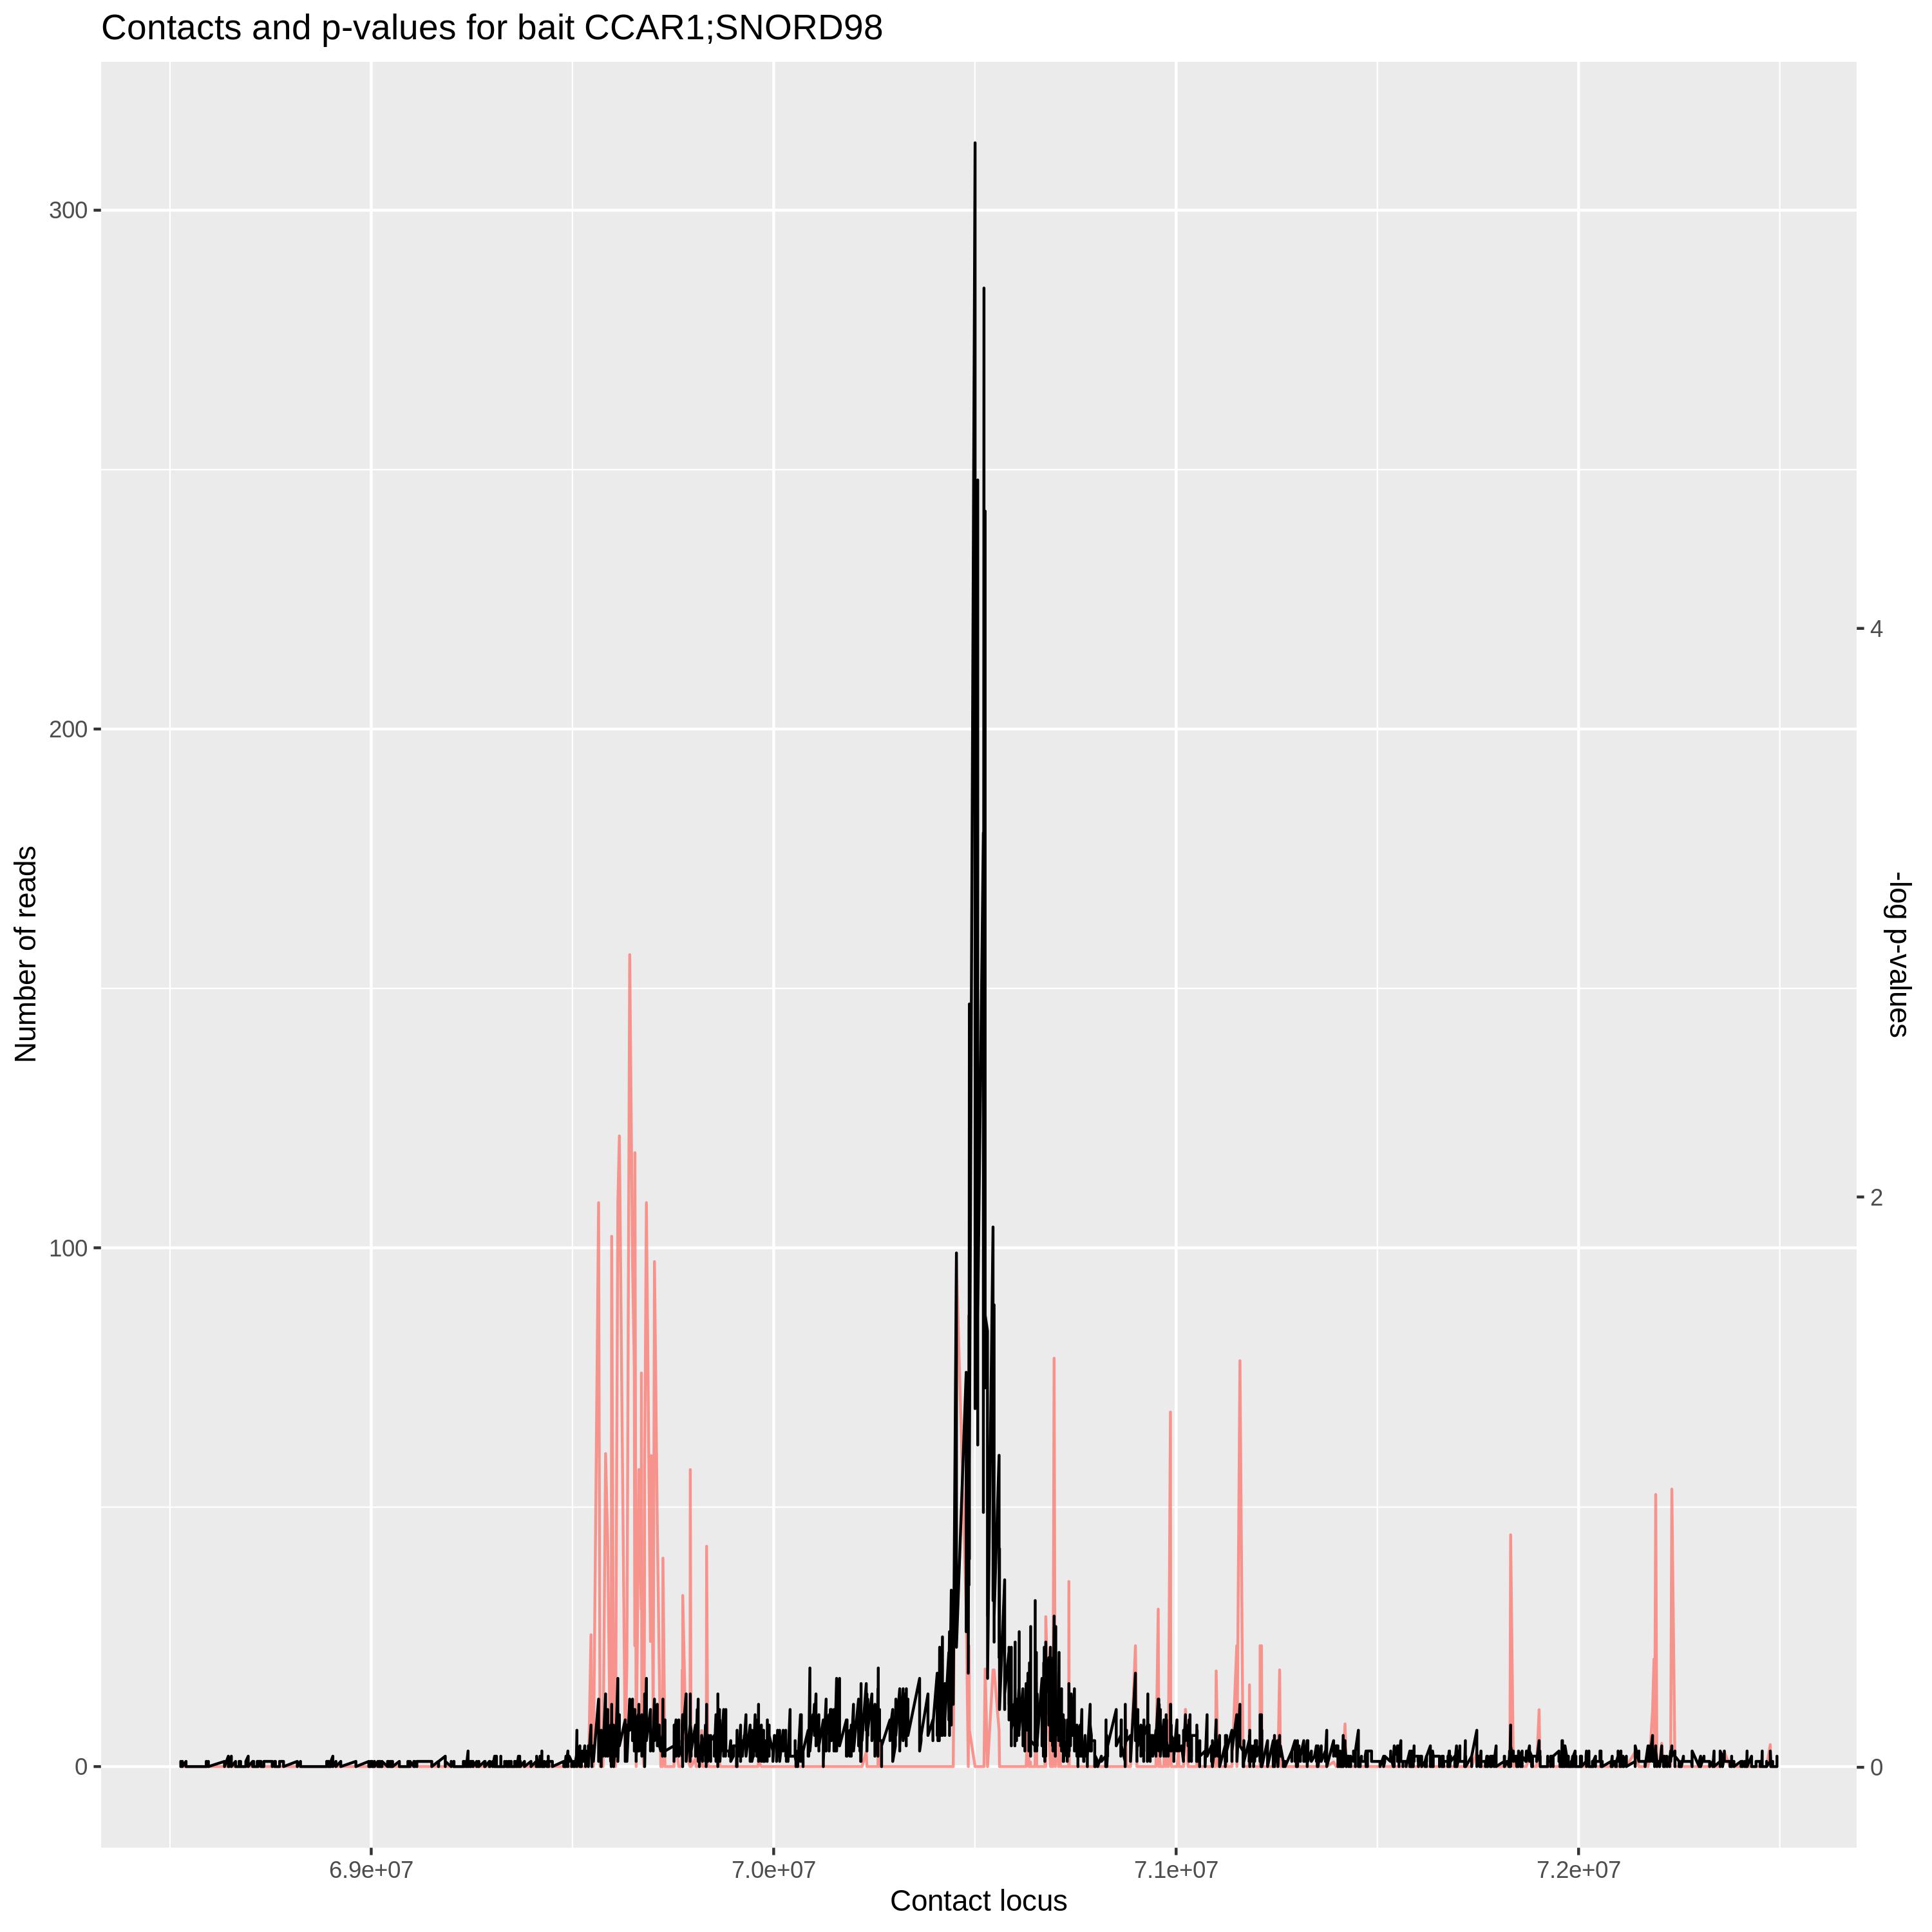 Contacts and p-values for bait CCAR1;SNORD98
Number of reads
300
200
100
0
4
2
0
-log p-values
6.9e+07
7.0e+07
7.1e+07
7.2e+07
Contact locus